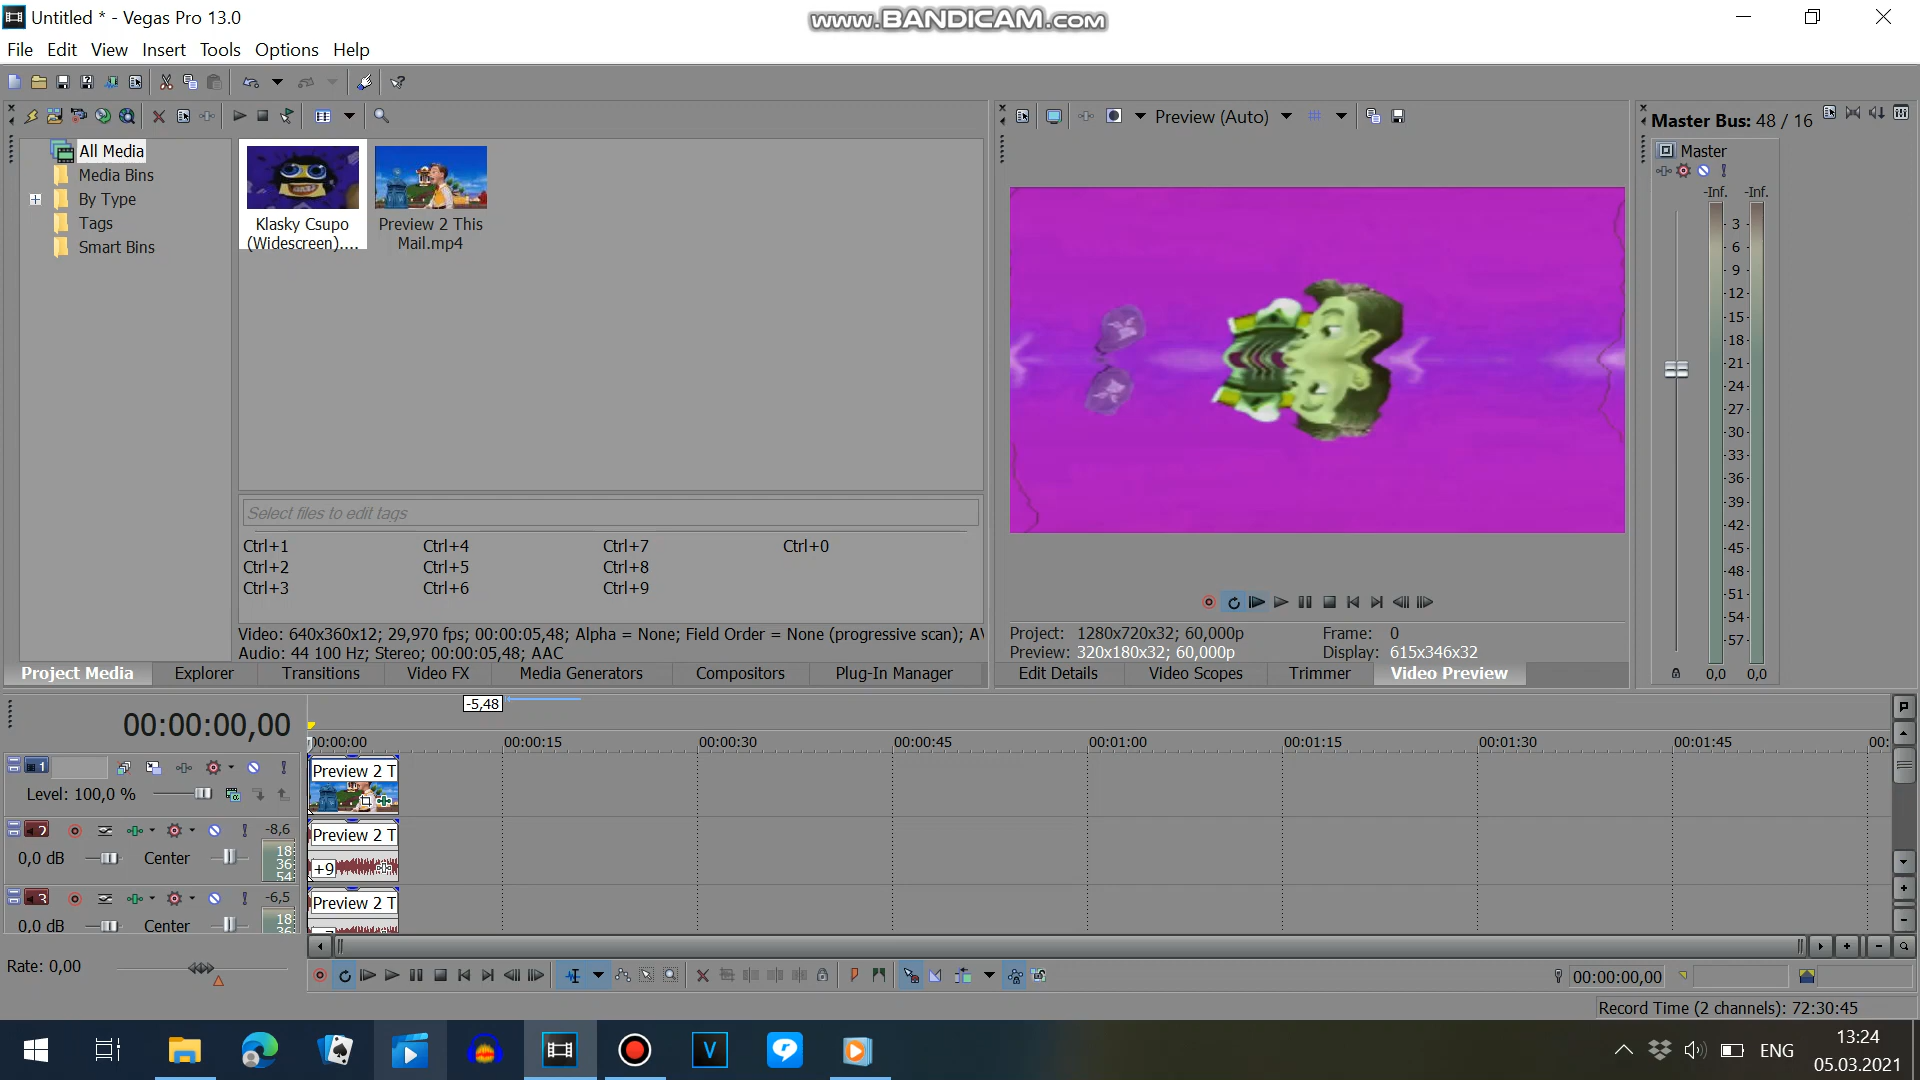 Untitled * - Vegas Pro 13.0
www.BANDICAM.com
File Edit View Insert Tools Options Help
Preview (Auto)
Master Bus: 48 / 16
All Media
Media Bins
By Type
Tags
Smart Bins
Klasky Csupo
(Widescreen)....
Preview 2 This
Mail.mp4
Master
-Inf. -Inf.
3
6
9
12
15
18
21
24
27
30
33
36
39
42
45
48
51
54
57
0,0 0,0
Select files to edit tags
Ctrl+1 Ctrl+4 Ctrl+7 Ctrl+0
Ctrl+2 Ctrl+5 Ctrl+8
Ctrl+3 Ctrl+6 Ctrl+9
Video: 640x360x12; 29,970 fps; 00:00:05,48; Alpha = None; Field Order = None (progressive scan); AV
Audio: 44 100 Hz; Stereo; 00:00:05,48; AAC
Project: 1280x720x32; 60,000p Frame: 0
Preview: 320x180x32; 60,000p Display: 615x346x32
Project Media Explorer Transitions Video FX Media Generators Compositors Plug-In Manager
Edit Details Video Scopes Trimmer Video Preview
00:00:00,00
-5,48
00:00:00 00:00:15 00:00:30 00:00:45 00:01:00 00:01:15 00:01:30 00:01:45 00:
1
Level: 100,0 %
Preview 2 T
2
-8,6
0,0 dB Center
18
36
54
Preview 2 T
+9
3
-6,5
0,0 dB Center
18
36
Preview 2 T
Rate: 0,00
00:00:00,00
Record Time (2 channels): 72:30:45
V
ENG
13:24
05.03.2021